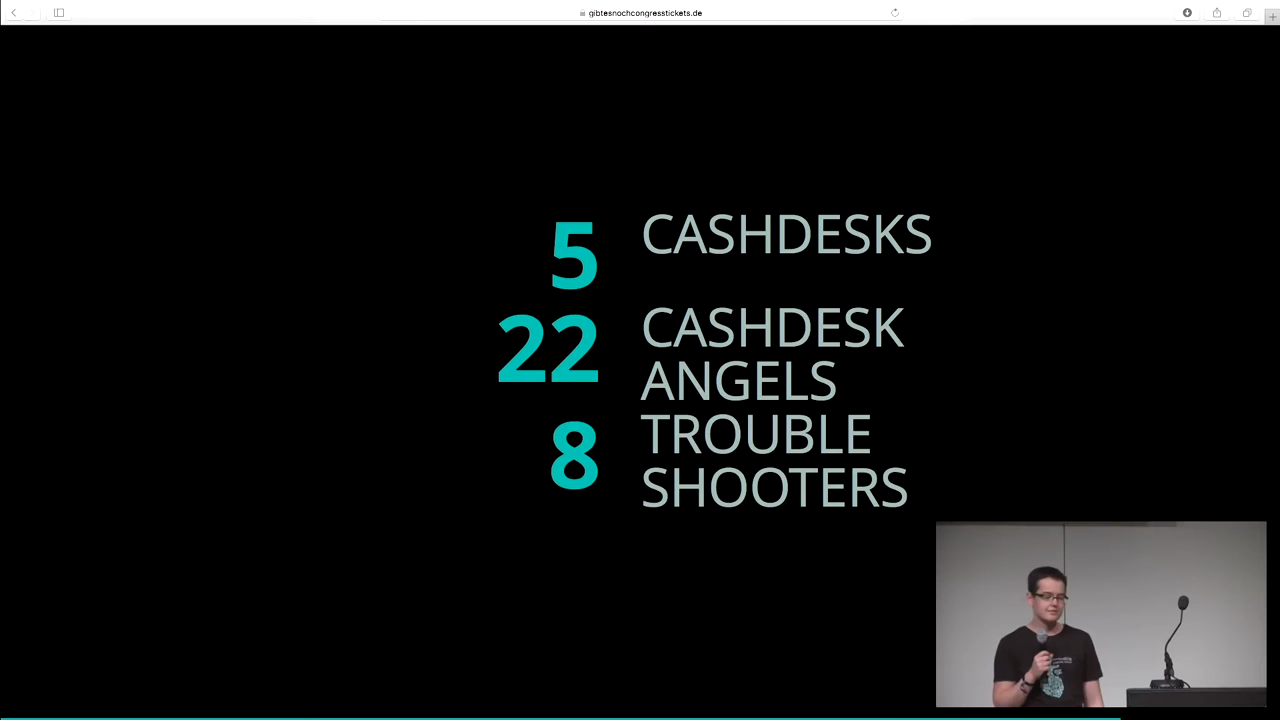 gibtesnochcongresstickets.de
5 CASHDESKS
22 CASHDESK
ANGELS
8 TROUBLE
SHOOTERS